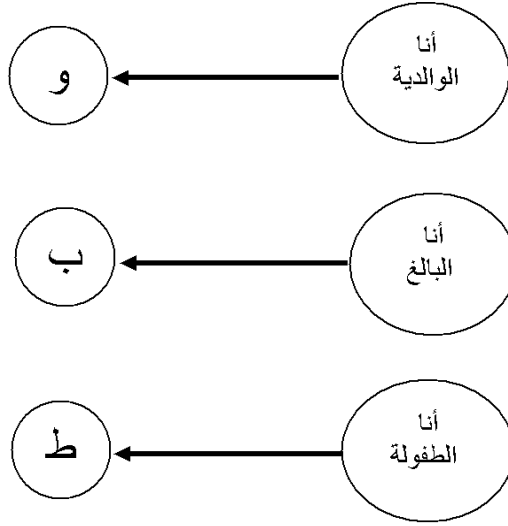 أنا
الوالدية
و
أنا
البالغ
ب
أنا
الطفولة
ط